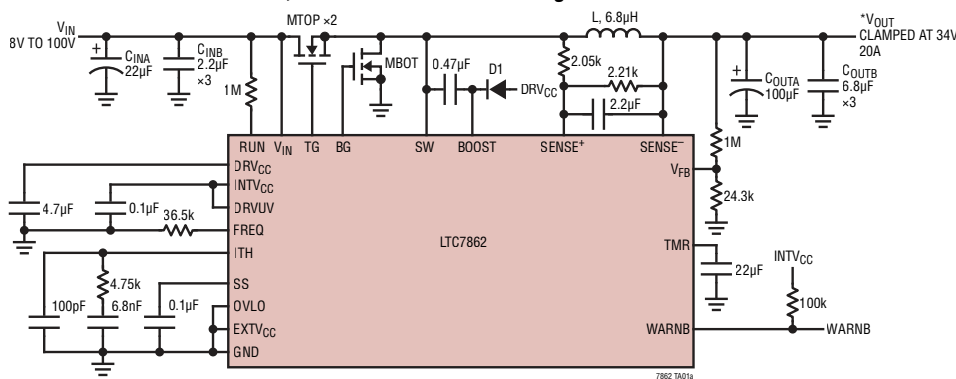 V_IN
8V TO 100V
C_INA
22µF
C_INB
2.2µF
×3
1M
MTOP ×2
MBOT
0.47µF
D1
DRV_CC
L, 6.8µH
2.05k
2.21k
2.2µF
*V_OUT
CLAMPED AT 34V
20A
C_OUTA
100µF
C_OUTB
6.8µF
×3
RUN V_IN TG BG SW BOOST SENSE+ SENSE–
DRV_CC
INTV_CC
DRVUV
FREQ
ITH
SS
OVLO
EXTV_CC
GND
4.7µF
0.1µF
36.5k
4.75k
100pF
6.8nF
0.1µF
LTC7862
V_FB
1M
24.3k
TMR
22µF
INTV_CC
100k
WARNB
WARNB
7862 TA01a